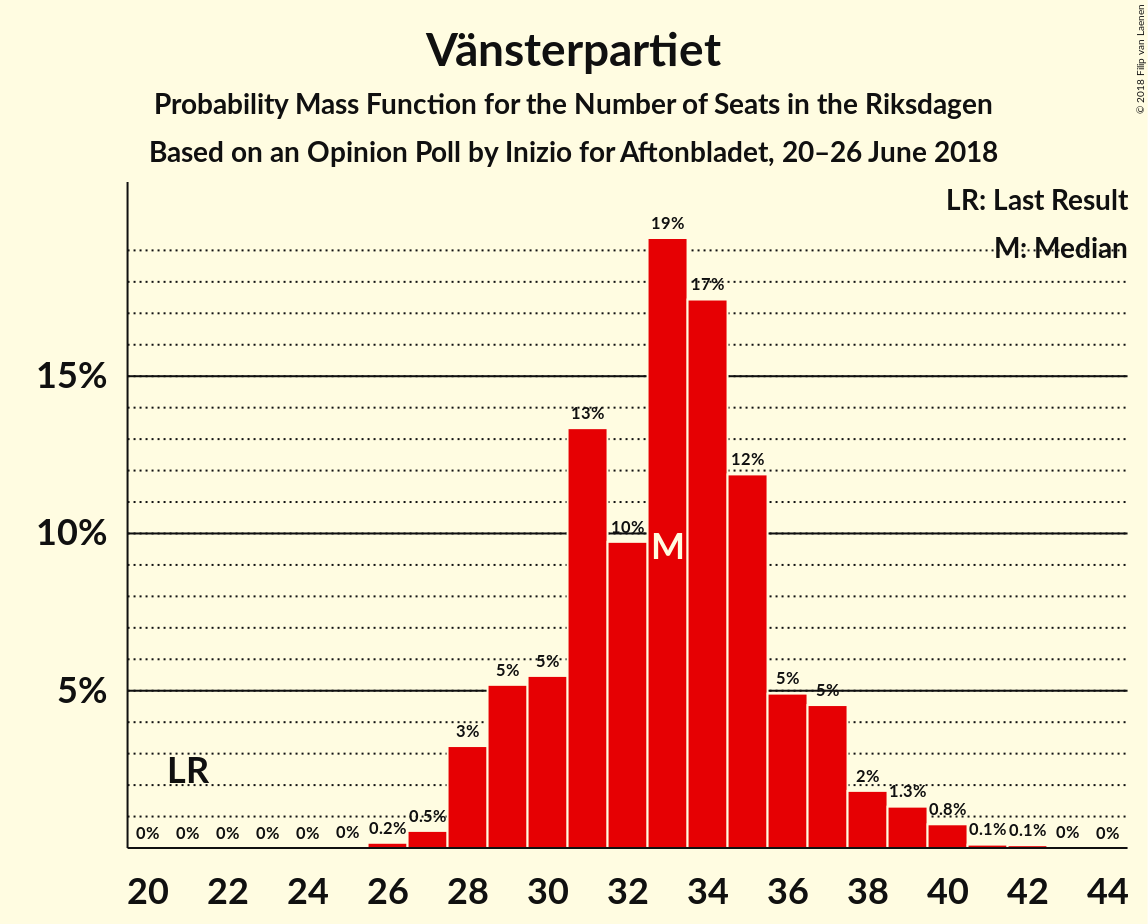 Vänsterpartiet
Probability Mass Function for the Number of Seats in the Riksdagen
Based on an Opinion Poll by Inizio for Aftonbladet, 20–26 June 2018
© 2018 Filip van Laenen
LR: Last Result
M: Median
19%
17%
15%
13%
12%
10%
10%
M
5%
5%
5%
5%
5%
3%
LR
2%
1.3%
0.8%
0.5%
0% 0% 0% 0% 0% 0% 0.2% 0.1% 0.1% 0% 0%
20 22 24 26 28 30 32 34 36 38 40 42 44